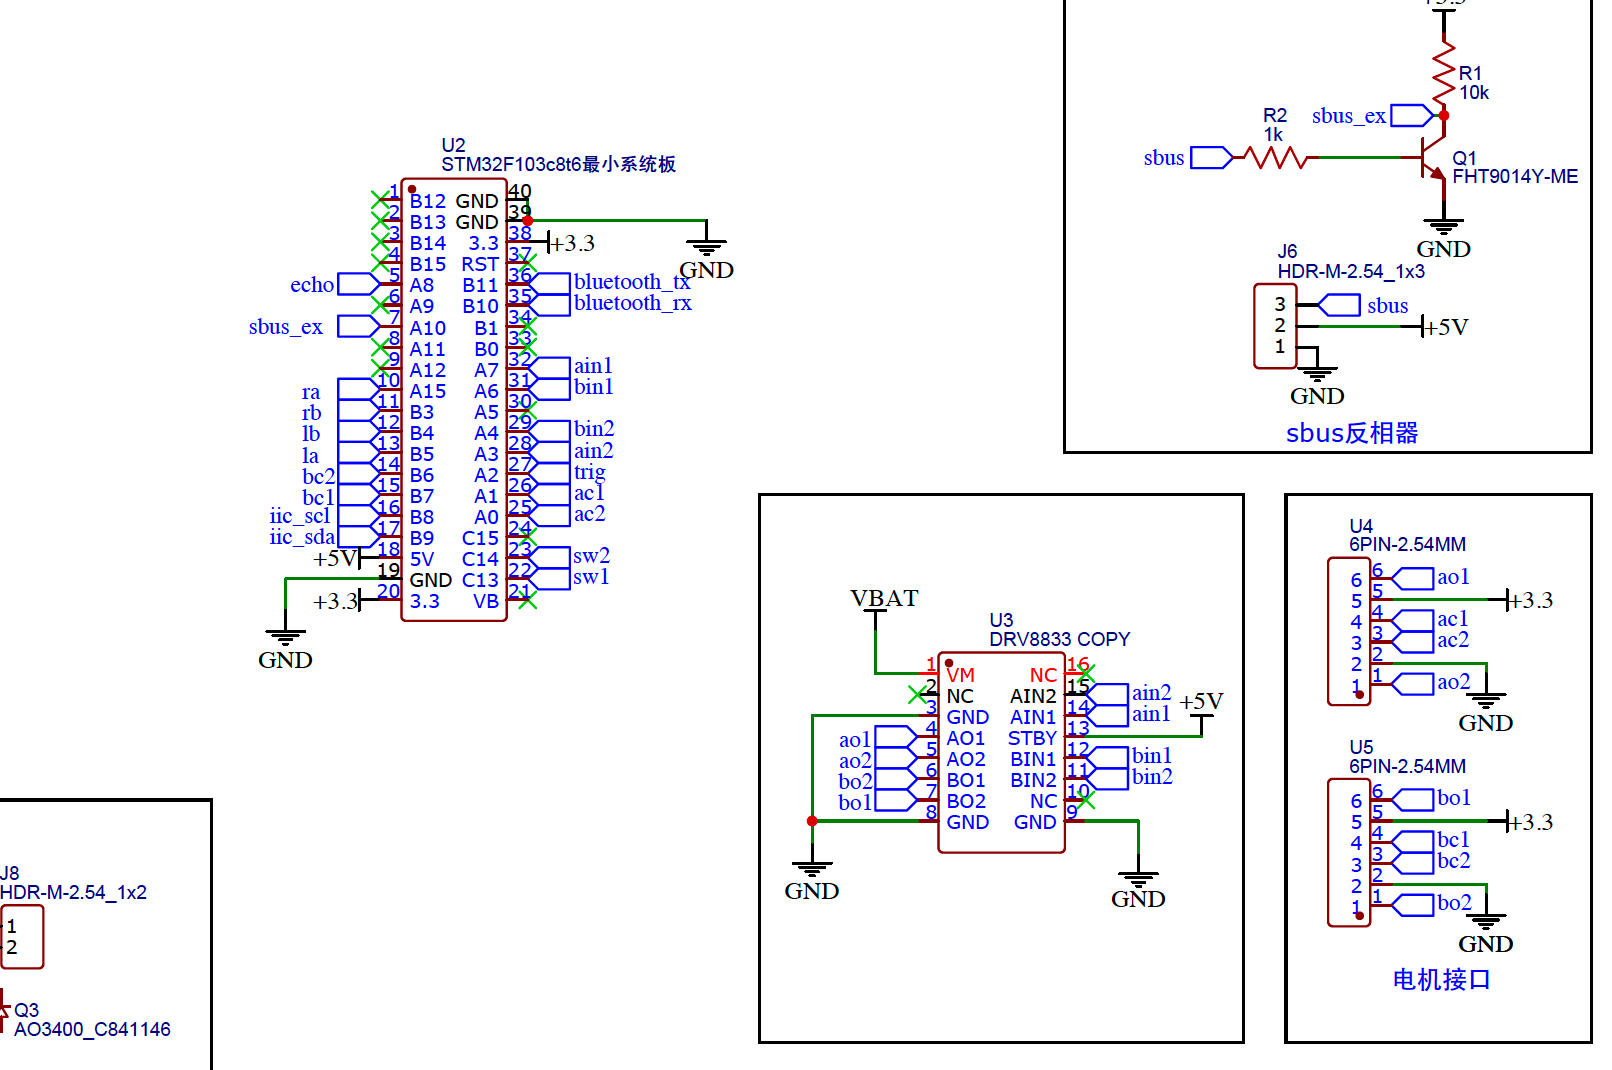 +3.3
R1
10k
sbus_ex
R2
1k
sbus
Q1
FHT9014Y-ME
GND
J6
HDR-M-2.54_1x3
3
sbus
2
+5V
1
GND
sbus反相器
U2
STM32F103c8t6最小系统板
1 B12 GND 40
2 B13 GND 39
3 B14 3.3 38 +3.3
GND
4 B15 RST 37
echo 5 A8 B11 36 bluetooth_tx
6 A9 B10 35 bluetooth_rx
sbus_ex 7 A10 B1 34
8 A11 B0 33
9 A12 A7 32 ain1
ra 10 A15 A6 31 bin1
rb 11 B3 A5 30
lb 12 B4 A4 29 bin2
la 13 B5 A3 28 ain2
bc2 14 B6 A2 27 trig
bc1 15 B7 A1 26 ac1
iic_scl 16 B8 A0 25 ac2
iic_sda 17 B9 C15 24
+5V 18 5V C14 23 sw2
19 GND C13 22 sw1
+3.3 20 3.3 VB 21
GND
VBAT
U3
DRV8833 COPY
1 VM NC 16
2 NC AIN2 15 ain2
3 GND AIN1 14 ain1
+5V
ao1 4 AO1 STBY 13
ao2 5 AO2 BIN1 12 bin1
bo2 6 BO1 BIN2 11 bin2
bo1 7 BO2 NC 10
8 GND GND 9
GND
GND
U4
6PIN-2.54MM
6 6 ao1
5 5 +3.3
4 4 ac1
3 3 ac2
2 2
1 1 ao2
GND
U5
6PIN-2.54MM
6 6 bo1
5 5 +3.3
4 4 bc1
3 3 bc2
2 2
1 1 bo2
GND
电机接口
J8
HDR-M-2.54_1x2
1
2
Q3
AO3400_C841146